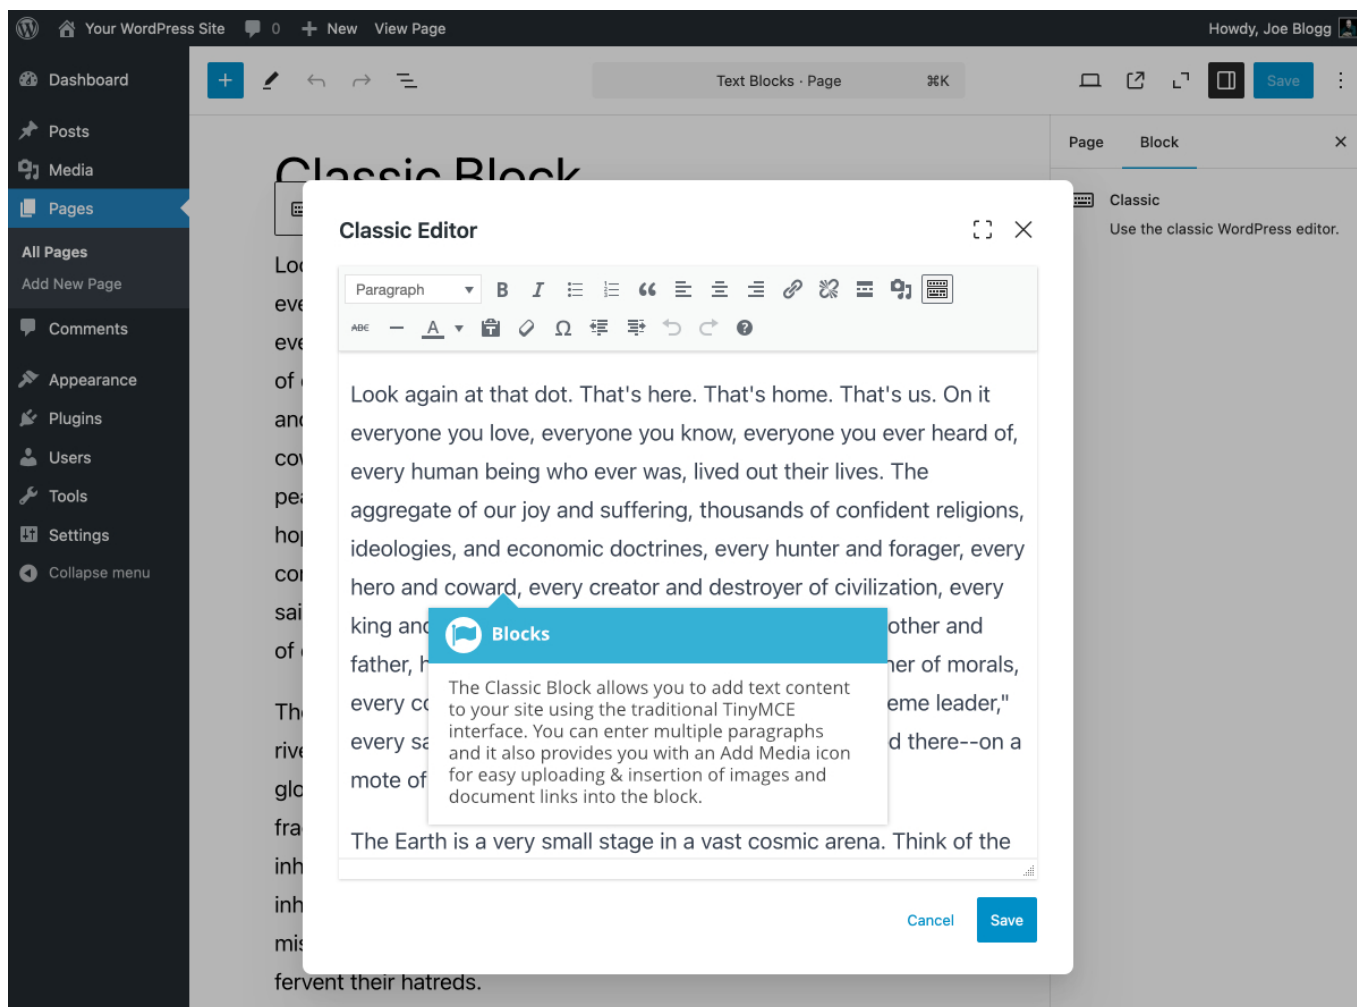 Your WordPress Site 0 New View Page Howdy, Joe Blogg
Dashboard
Posts
Media
Pages
All Pages
Add New Page
Comments
Appearance
Plugins
Users
Tools
Settings
Collapse menu
Text Blocks · Page ⌘K
Save
Classic Block
Page Block
Classic
Use the classic WordPress editor.
of
and
of
fervent their hatreds.
Classic Editor
Paragraph
B I
ABE A Ω
Look again at that dot. That's here. That's home. That's us. On it
everyone you love, everyone you know, everyone you ever heard of,
every human being who ever was, lived out their lives. The
aggregate of our joy and suffering, thousands of confident religions,
ideologies, and economic doctrines, every hunter and forager, every
hero and coward, every creator and destroyer of civilization, every
king and other and
father, of morals,
every leader,"
every there--on a
mote of
The Earth is a very small stage in a vast cosmic arena. Think of the
Blocks
The Classic Block allows you to add text content
to your site using the traditional TinyMCE
interface. You can enter multiple paragraphs
and it also provides you with an Add Media icon
for easy uploading & insertion of images and
document links into the block.
Cancel Save